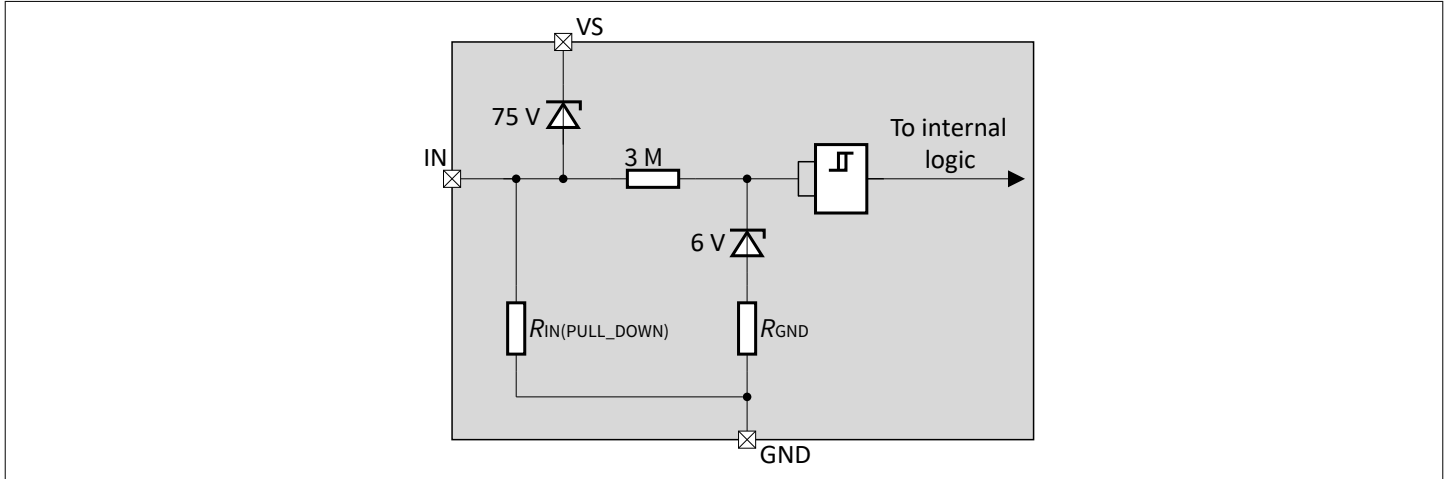 VS
75 V
To internal
logic
IN
3 M
6 V
RIN(PULL_DOWN)
RGND
GND